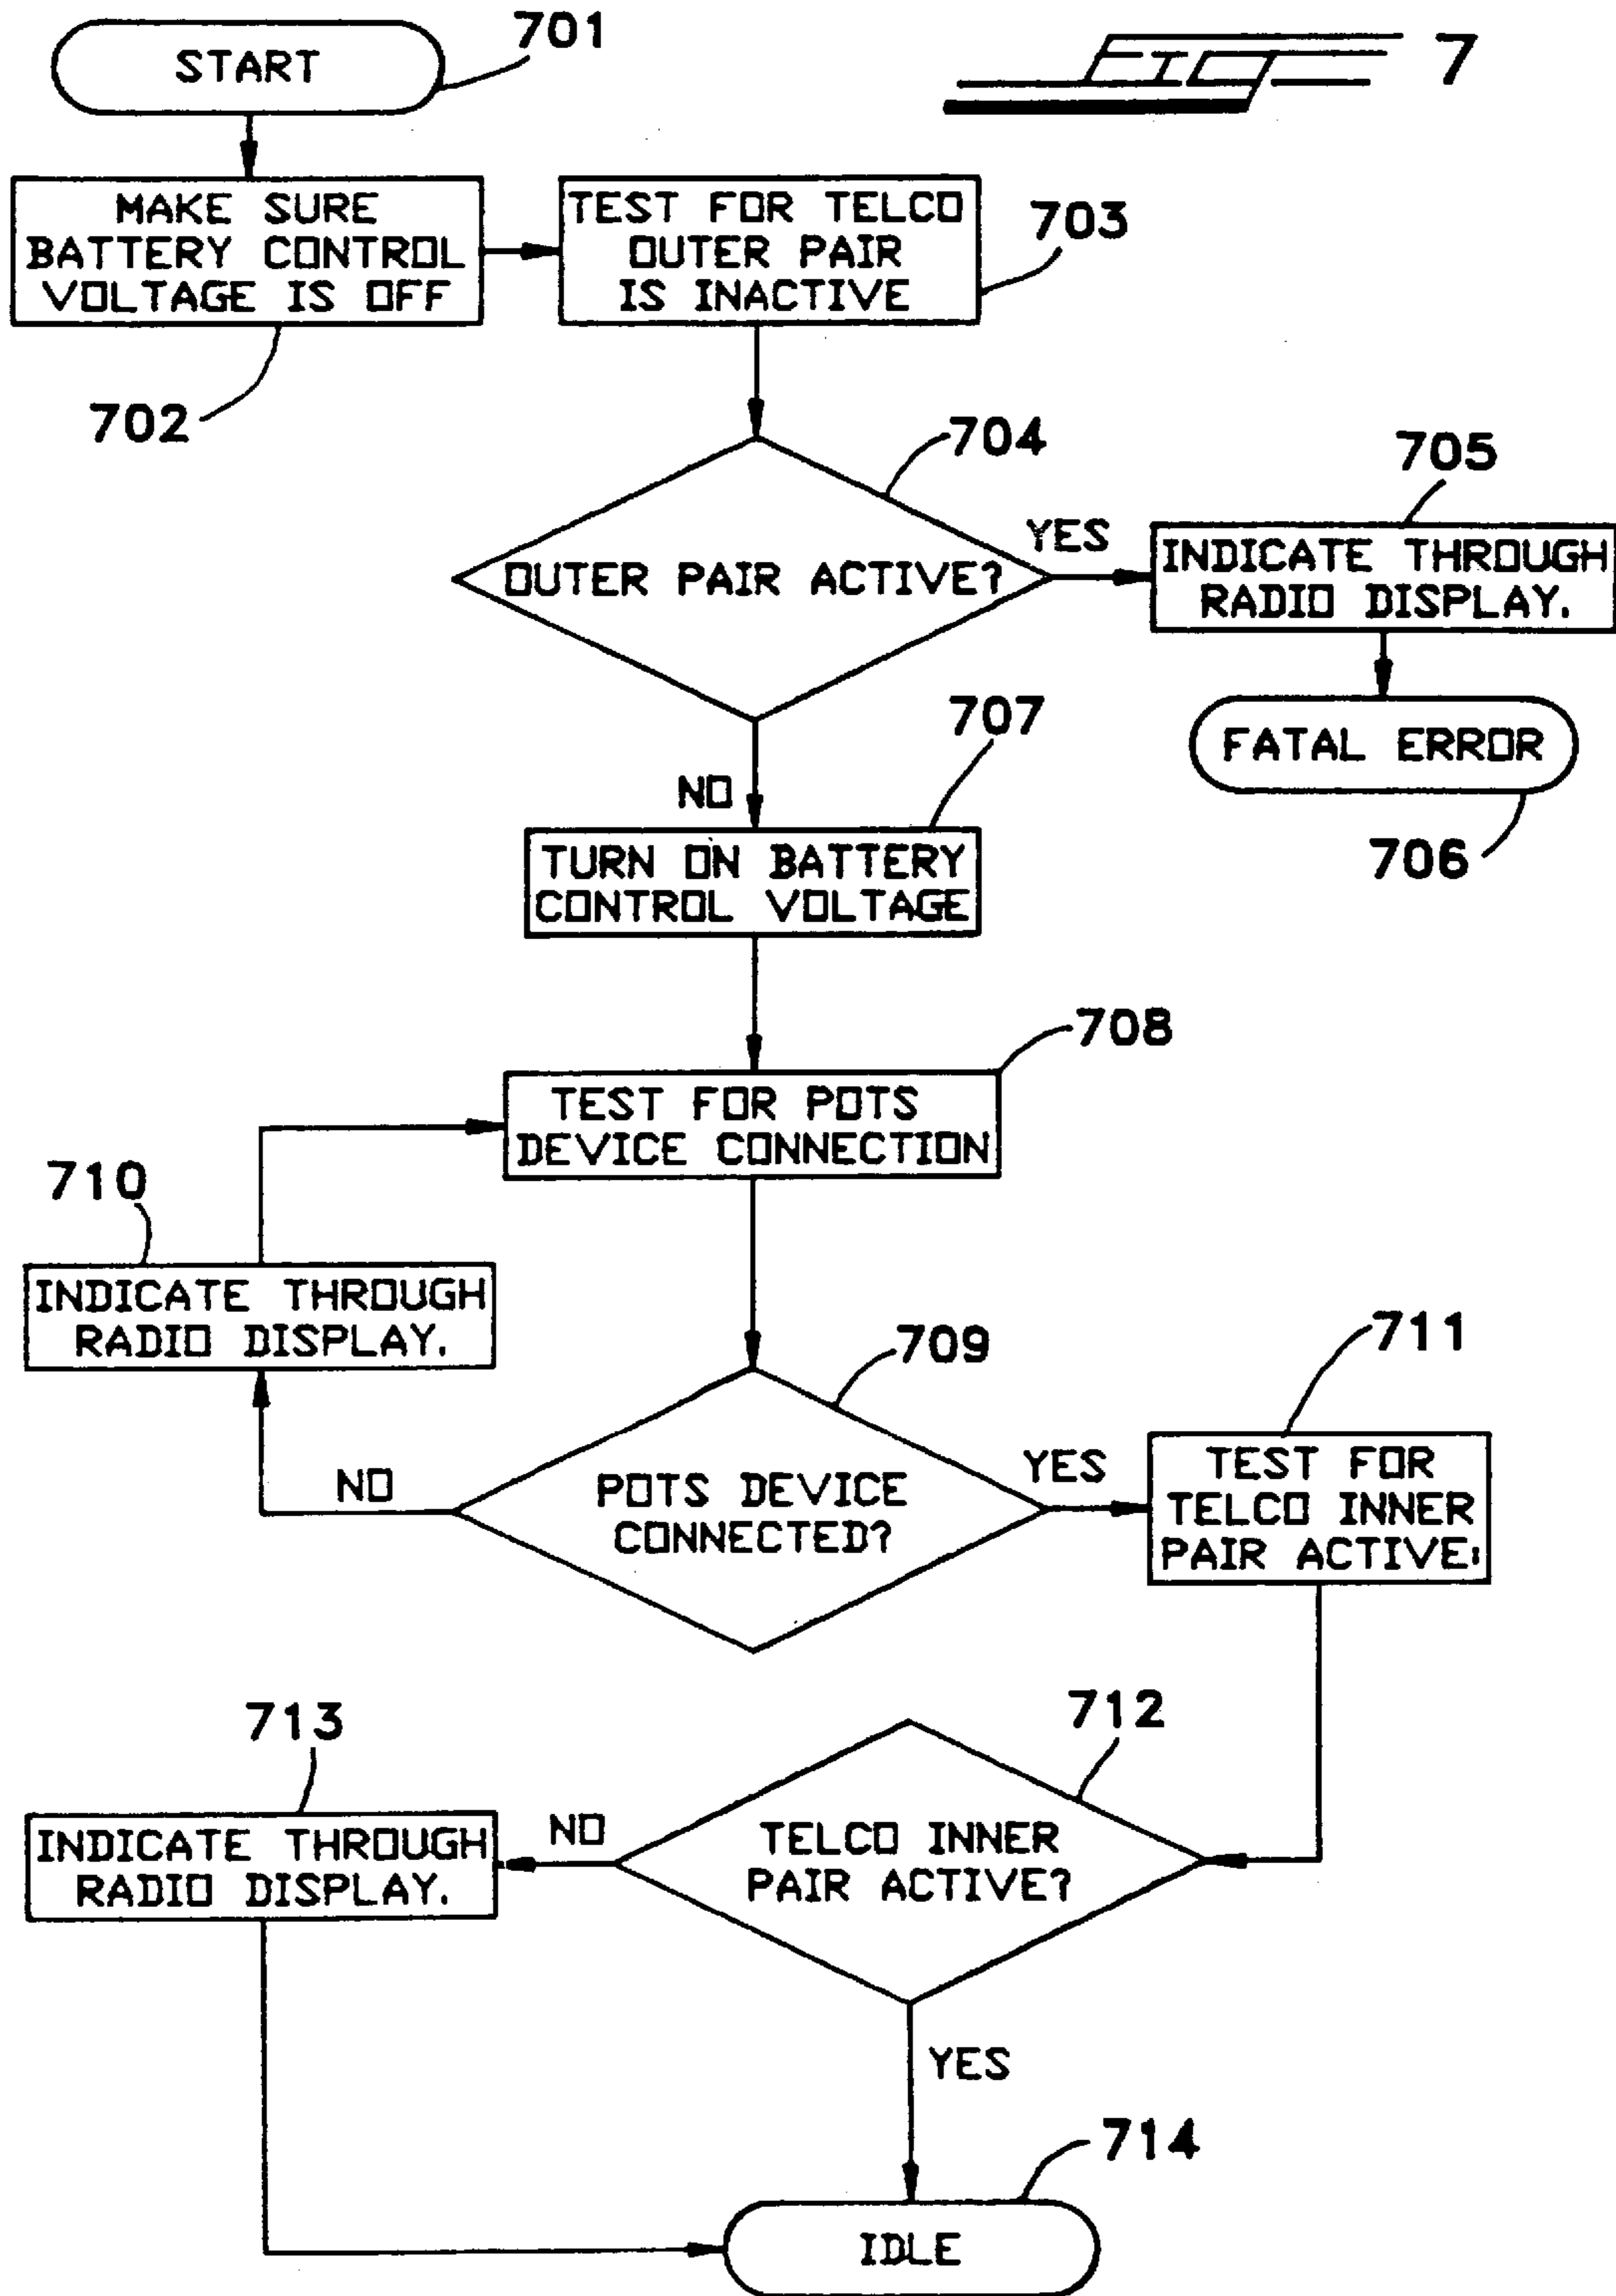 START
701
FIG 7
MAKE SURE
BATTERY CONTROL
VOLTAGE IS OFF
702
TEST FOR TELCO
OUTER PAIR
IS INACTIVE
703
704
OUTER PAIR ACTIVE?
YES
705
INDICATE THROUGH
RADIO DISPLAY.
FATAL ERROR
706
NO
707
TURN ON BATTERY
CONTROL VOLTAGE
708
TEST FOR POTS
DEVICE CONNECTION
710
INDICATE THROUGH
RADIO DISPLAY.
709
NO
POTS DEVICE
CONNECTED?
YES
711
TEST FOR
TELCO INNER
PAIR ACTIVE.
712
TELCO INNER
PAIR ACTIVE?
NO
713
INDICATE THROUGH
RADIO DISPLAY.
YES
714
IDLE